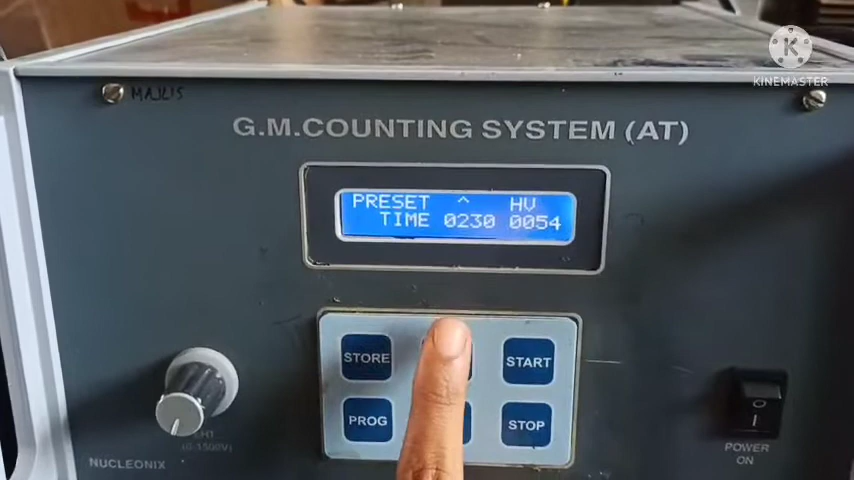 KINEMASTER
MAJLIS
G.M.COUNTING SYSTEM (AT)
PRESET ^ HV
TIME 0230 0054
STORE
START
PROG
STOP
(0-1500V)
NUCLEONIX
POWER
ON